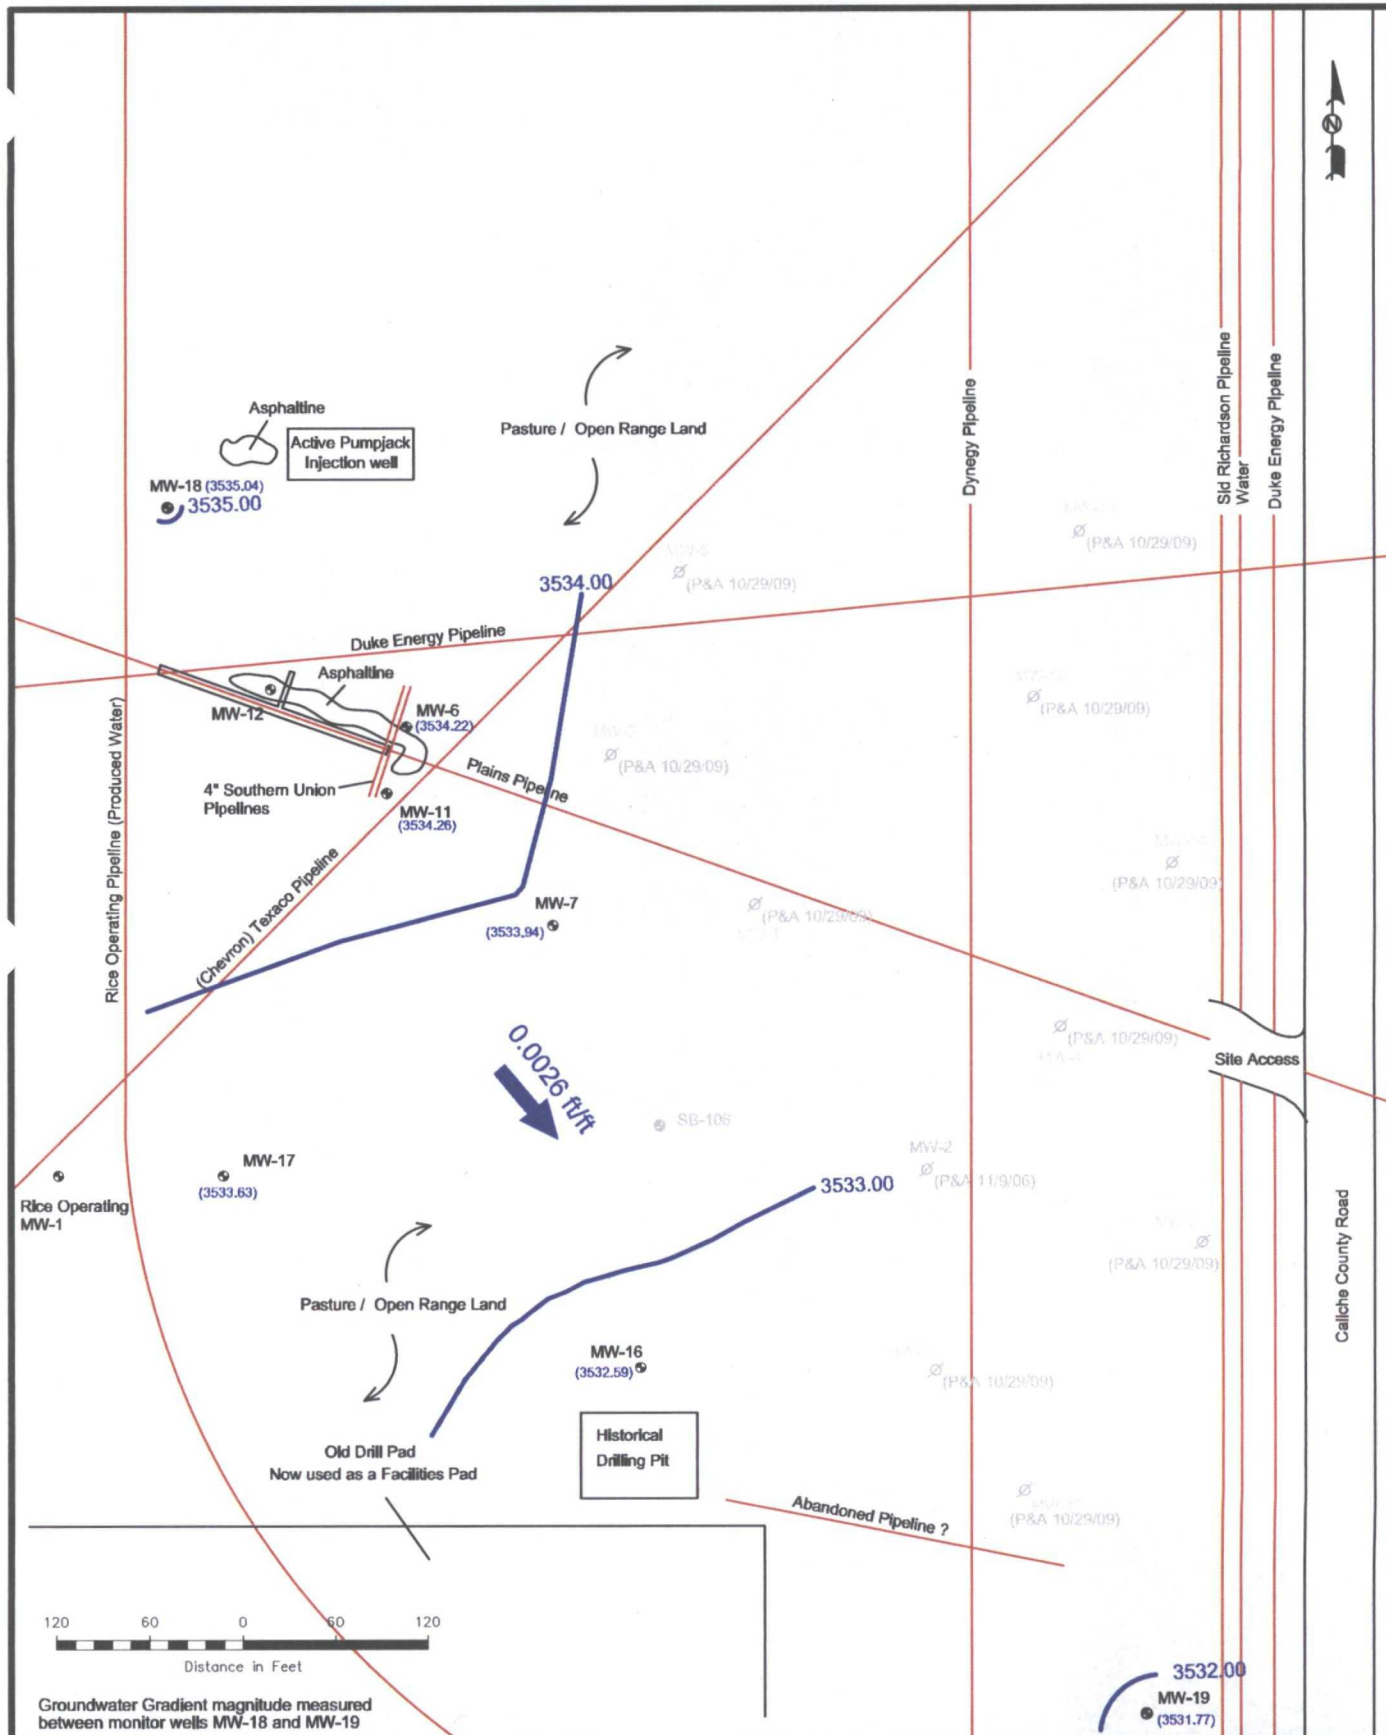 Asphaltine
Active Pumpjack
Injection well
MW-18 (3535.04)
3535.00
Pasture / Open Range Land
Dynegy Pipeline
Sid Richardson Pipeline
Water
Duke Energy Pipeline
(P&A 10/29/09)
MW-5
(P&A 10/29/09)
3534.00
Duke Energy Pipeline
Asphaltine
MW-12
MW-6
(3534.22)
(P&A 10/29/09)
(P&A 10/29/09)
Plains Pipeline
4" Southern Union
Pipelines
MW-11
(3534.26)
Rice Operating Pipeline (Produced Water)
(Chevron) Texaco Pipeline
(P&A 10/29/09)
MW-7
(3533.94)
(P&A 10/29/09)
0.0026 ft/ft
(P&A 10/29/09)
Site Access
SB-106
MW-2
(P&A 11/9/06)
MW-17
(3533.63)
3533.00
Rice Operating
MW-1
(P&A 10/29/09)
Caliche County Road
Pasture / Open Range Land
MW-16
(3532.59)
(P&A 10/29/09)
Old Drill Pad
Now used as a Facilities Pad
Historical
Drilling Pit
Abandoned Pipeline ?
(P&A 10/29/09)
120 60 0 60 120
Distance in Feet
3532.00
MW-19
(3531.77)
Groundwater Gradient magnitude measured
between monitor wells MW-18 and MW-19